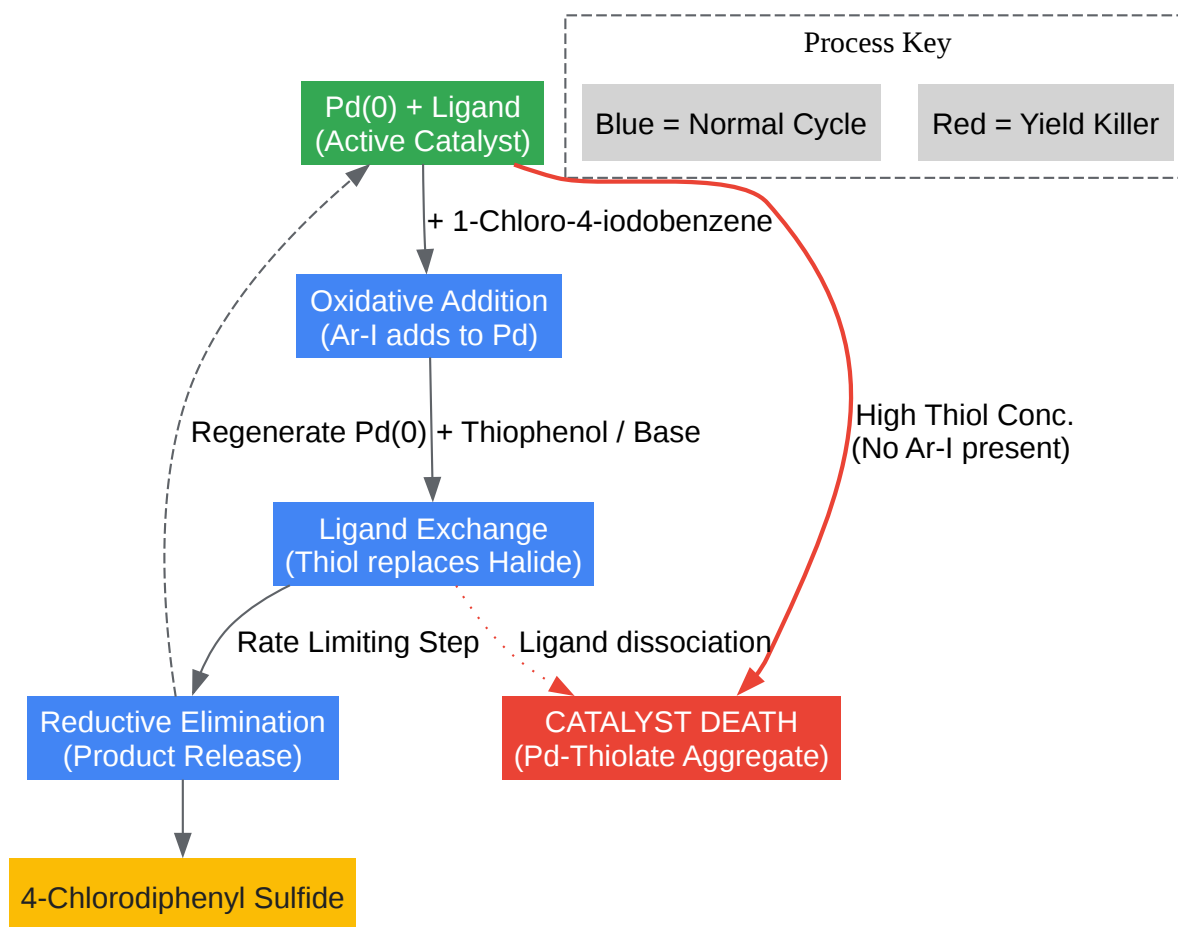 Process Key
Blue = Normal Cycle
Red = Yield Killer
Pd(0) + Ligand
(Active Catalyst)
+ 1-Chloro-4-iodobenzene
Oxidative Addition
(Ar-I adds to Pd)
High Thiol Conc.
(No Ar-I present)
Regenerate Pd(0)
+ Thiophenol / Base
Ligand Exchange
(Thiol replaces Halide)
Rate Limiting Step
Ligand dissociation
Reductive Elimination
(Product Release)
CATALYST DEATH
(Pd-Thiolate Aggregate)
4-Chlorodiphenyl Sulfide